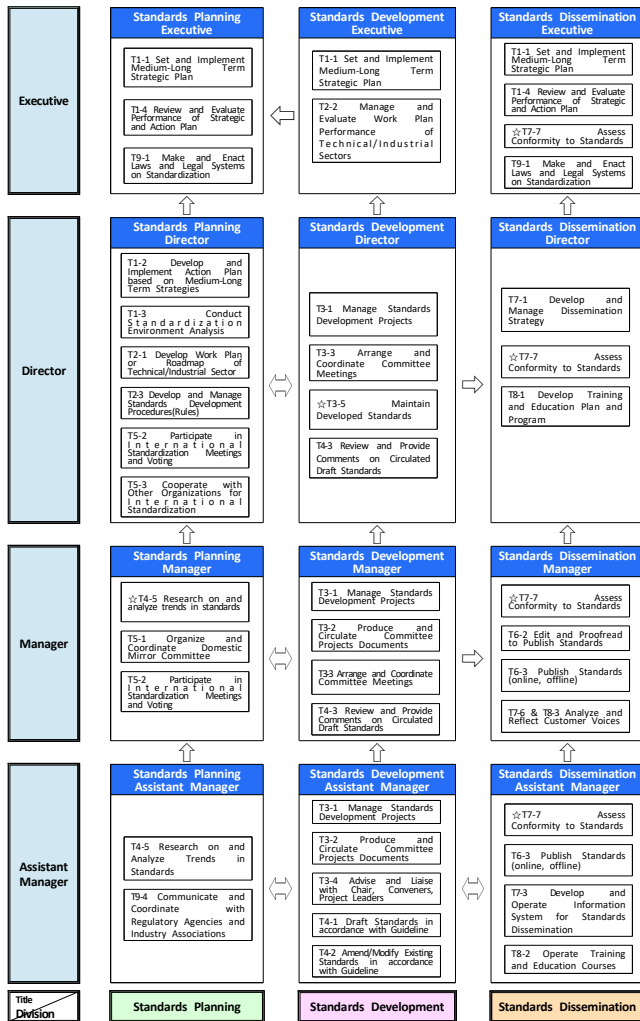 Standards Planning
Executive
Standards Development
Executive
Standards Dissemination
Executive
Executive
T1-1 Set and Implement
Medium-Long Term
Strategic Plan
T1-4 Review and Evaluate
Performance of Strategic
and Action Plan
T9-1 Make and Enact
Laws and Legal Systems
on Standardization
T1-1 Set and Implement
Medium-Long Term
Strategic Plan
T2-2 Manage and
Evaluate Work Plan
Performance of
Technical/Industrial
Sectors
T1-1 Set and Implement
Medium-Long Term
Strategic Plan
T1-4 Review and Evaluate
Performance of Strategic
and Action Plan
☆T7-7 Assess
Conformity to Standards
T9-1 Make and Enact
Laws and Legal Systems
on Standardization
Standards Planning
Director
Standards Development
Director
Standards Dissemination
Director
Director
T1-2 Develop and
Implement Action Plan
based on Medium-Long
Term Strategies
T1-3 Conduct
Standardization
Environment Analysis
T2-1 Develop Work Plan
or Roadmap of
Technical/Industrial Sector
T2-3 Develop and Manage
Standards Development
Procedures(Rules)
T5-2 Participate in
International
Standardization Meetings
and Voting
T5-3 Cooperate with
Other Organizations for
International
Standardization
T3-1 Manage Standards
Development Projects
T3-3 Arrange and
Coordinate Committee
Meetings
☆T3-5 Maintain
Developed Standards
T4-3 Review and Provide
Comments on Circulated
Draft Standards
T7-1 Develop and
Manage Dissemination
Strategy
☆T7-7 Assess
Conformity to Standards
T8-1 Develop Training
and Education Plan and
Program
Standards Planning
Manager
Standards Development
Manager
Standards Dissemination
Manager
Manager
☆T4-5 Research on and
analyze trends in standards
T5-1 Organize and
Coordinate Domestic
Mirror Committee
T5-2 Participate in
International
Standardization Meetings
and Voting
T3-1 Manage Standards
Development Projects
T3-2 Produce and
Circulate Committee
Projects Documents
T3-3 Arrange and Coordinate
Committee Meetings
T4-3 Review and Provide
Comments on Circulated
Draft Standards
☆T7-7 Assess
Conformity to Standards
T6-2 Edit and Proofread
to Publish Standards
T6-3 Publish Standards
(online, offline)
T7-6 & T8-3 Analyze and
Reflect Customer Voices
Standards Planning
Assistant Manager
Standards Development
Assistant Manager
Standards Dissemination
Assistant Manager
Assistant
Manager
T4-5 Research on and
Analyze Trends in
Standards
T9-4 Communicate and
Coordinate with
Regulatory Agencies and
Industry Associations
T3-1 Manage Standards
Development Projects
T3-2 Produce and
Circulate Committee
Projects Documents
T3-4 Advise and Liaise
with Chair, Conveners,
Project Leaders
T4-1 Draft Standards in
accordance with Guideline
T4-2 Amend/Modify Existing
Standards in accordance
with Guideline
☆T7-7 Assess
Conformity to Standards
T6-3 Publish Standards
(online, offline)
T7-3 Develop and
Operate Information
System for Standards
Dissemination
T8-2 Operate Training
and Education Courses
Title
Division
Standards Planning
Standards Development
Standards Dissemination